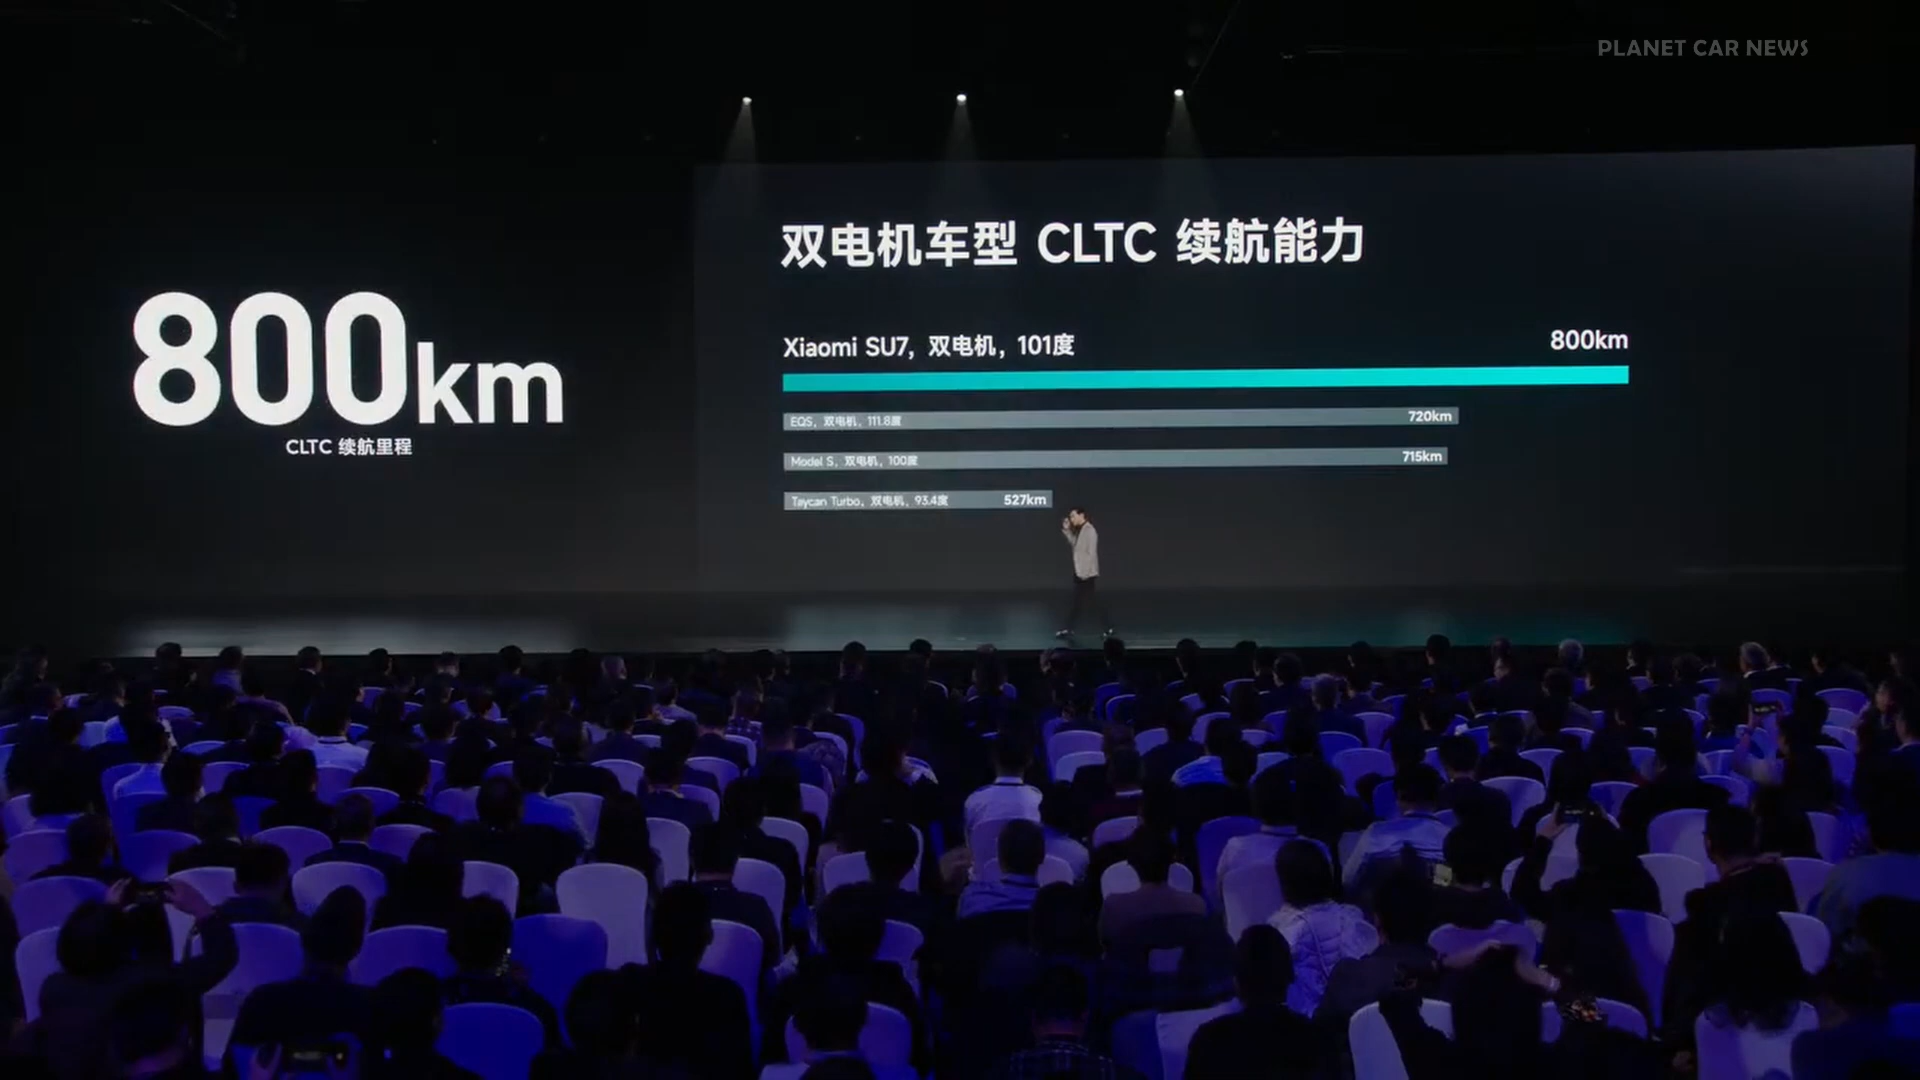 PLANET CAR NEWS
800km
CLTC 续航里程
双电机车型 CLTC 续航能力
Xiaomi SU7, 双电机, 101度
800km
EQS, 双电机, 111.8度
720km
Model S, 双电机, 100度
715km
Taycan Turbo, 双电机, 93.4度
527km